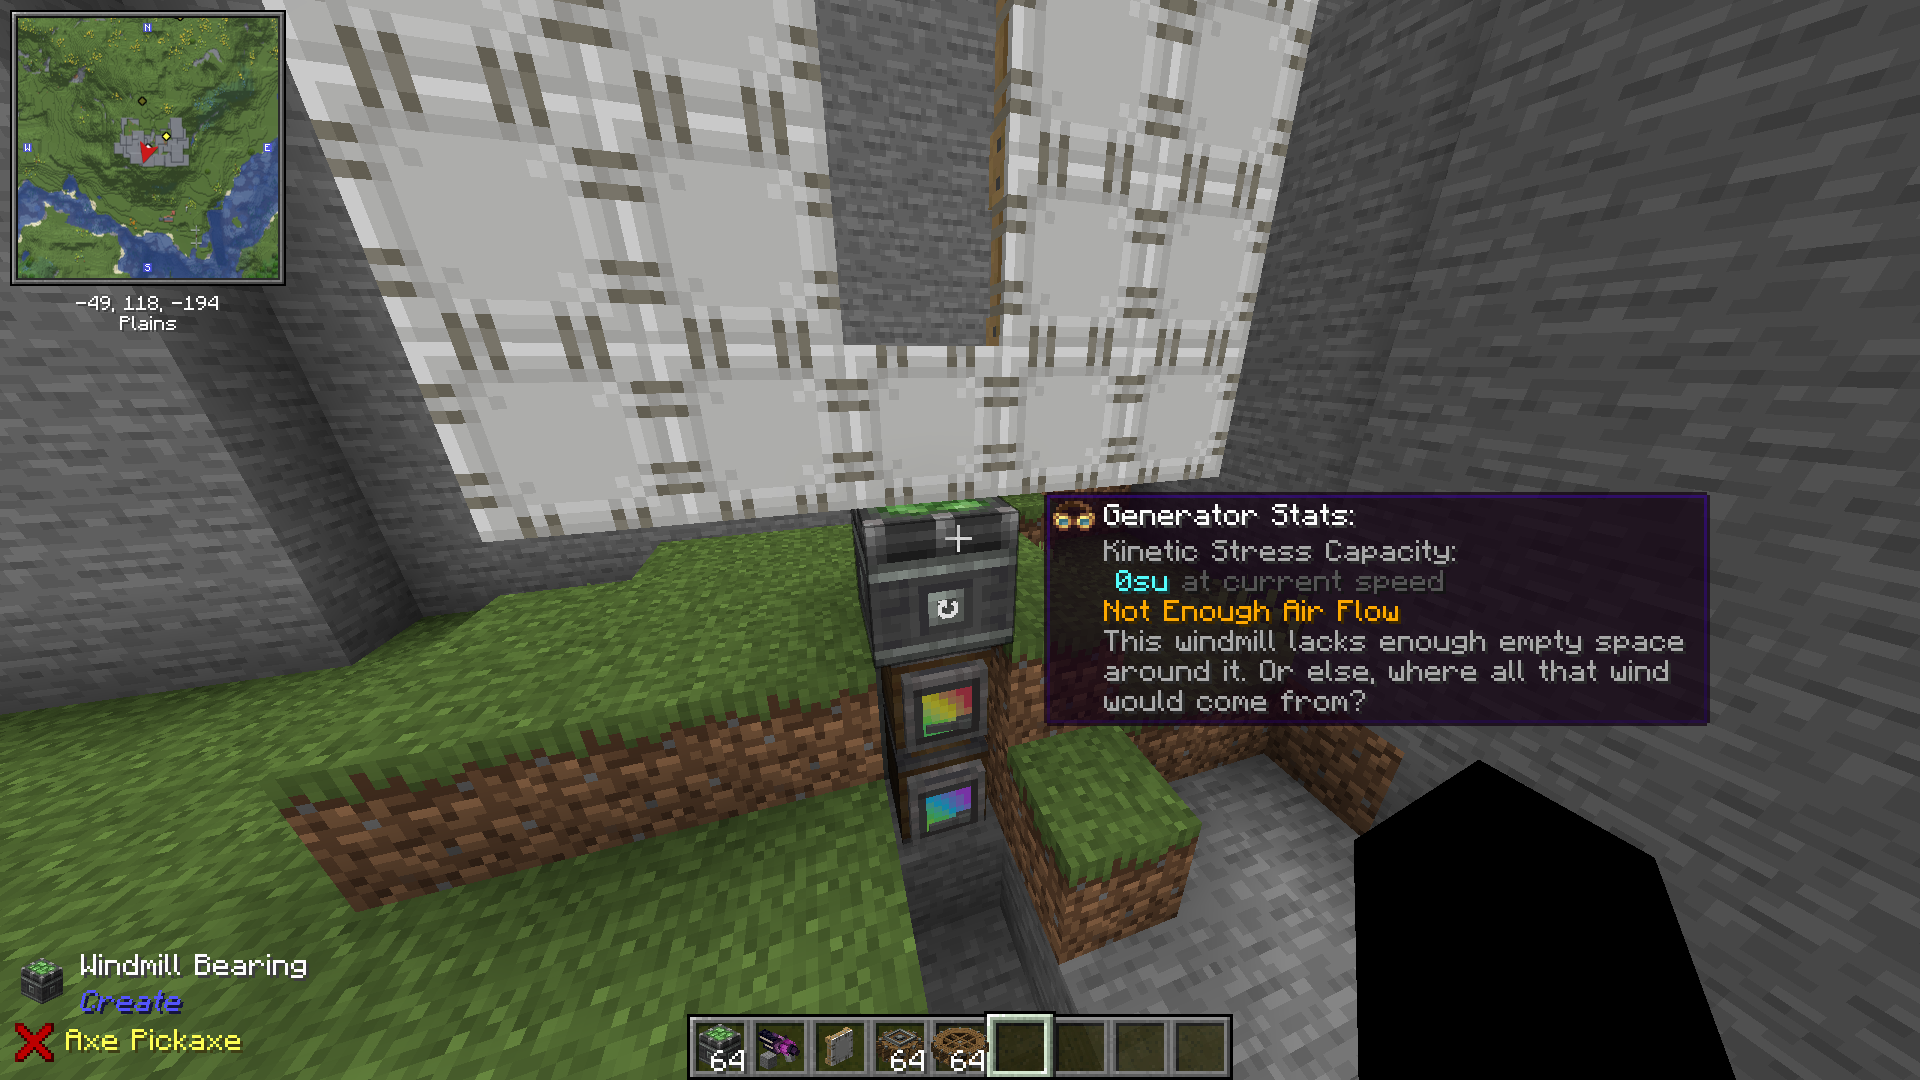 N
W
E
S
-49, 118, -194
Plains
Generator Stats:
Kinetic Stress Capacity:
0su at current speed
Not Enough Air Flow
This windmill lacks enough empty space
around it. Or else, where all that wind
would come from?
Windmill Bearing
Create
Axe Pickaxe
64
64
64